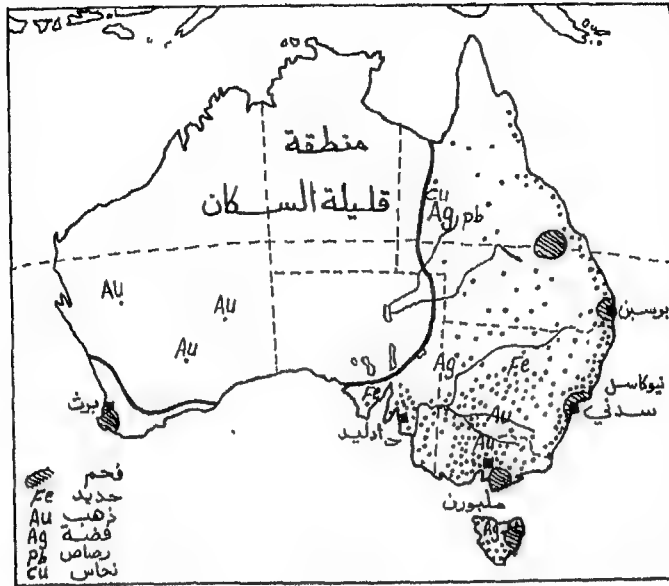 منطقة
قليلة السكان
Cu
Ag pb
Au
Au
Au
برسبن
Ag
Fe
نيوكاسل
سدني
Fe
Au
برث
أدليد
Au
ملبورن
Ag
فحم
Fe حديد
Au ذهب
Ag فضة
Pb رصاص
Cu نحاس